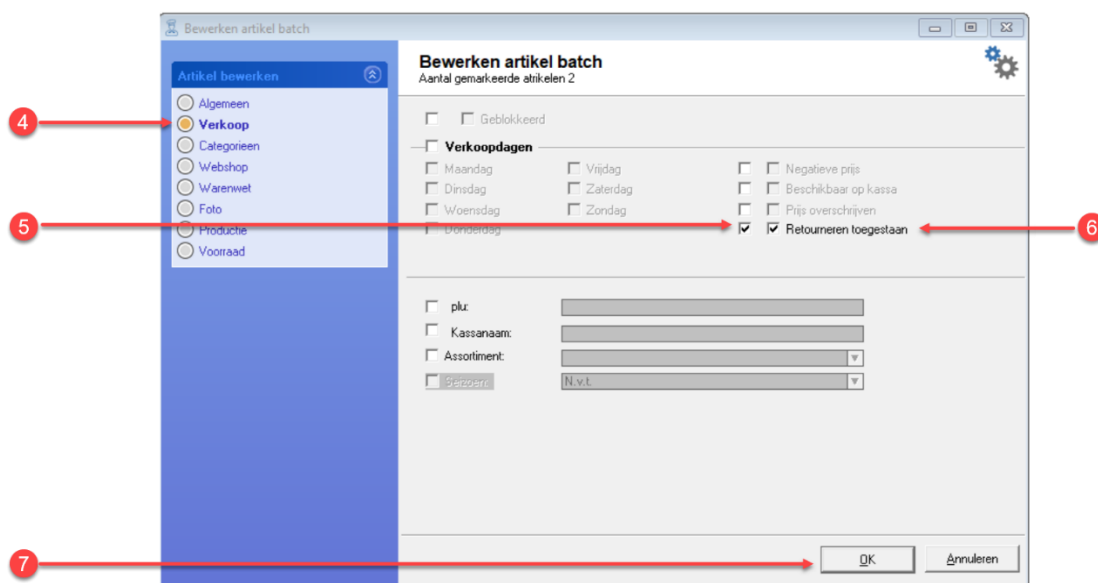 Bewerken artikel batch
Artikel bewerken
Algemeen
Verkoop
Categorieen
Webshop
Warenwet
Foto
Productie
Voorraad
Bewerken artikel batch
Aantal gemarkeerde atrikelen 2
Geblokkeerd
Verkoopdagen
Maandag
Vrijdag
Negatieve prijs
Dinsdag
Zaterdag
Beschikbaar op kassa
Woensdag
Zondag
Prijs overschrijven
Donderdag
Retourneren toegestaan
plu:
Kassanaam:
Assortiment:
Seizoen:
N.v.t.
OK
Annuleren
4
5
6
7